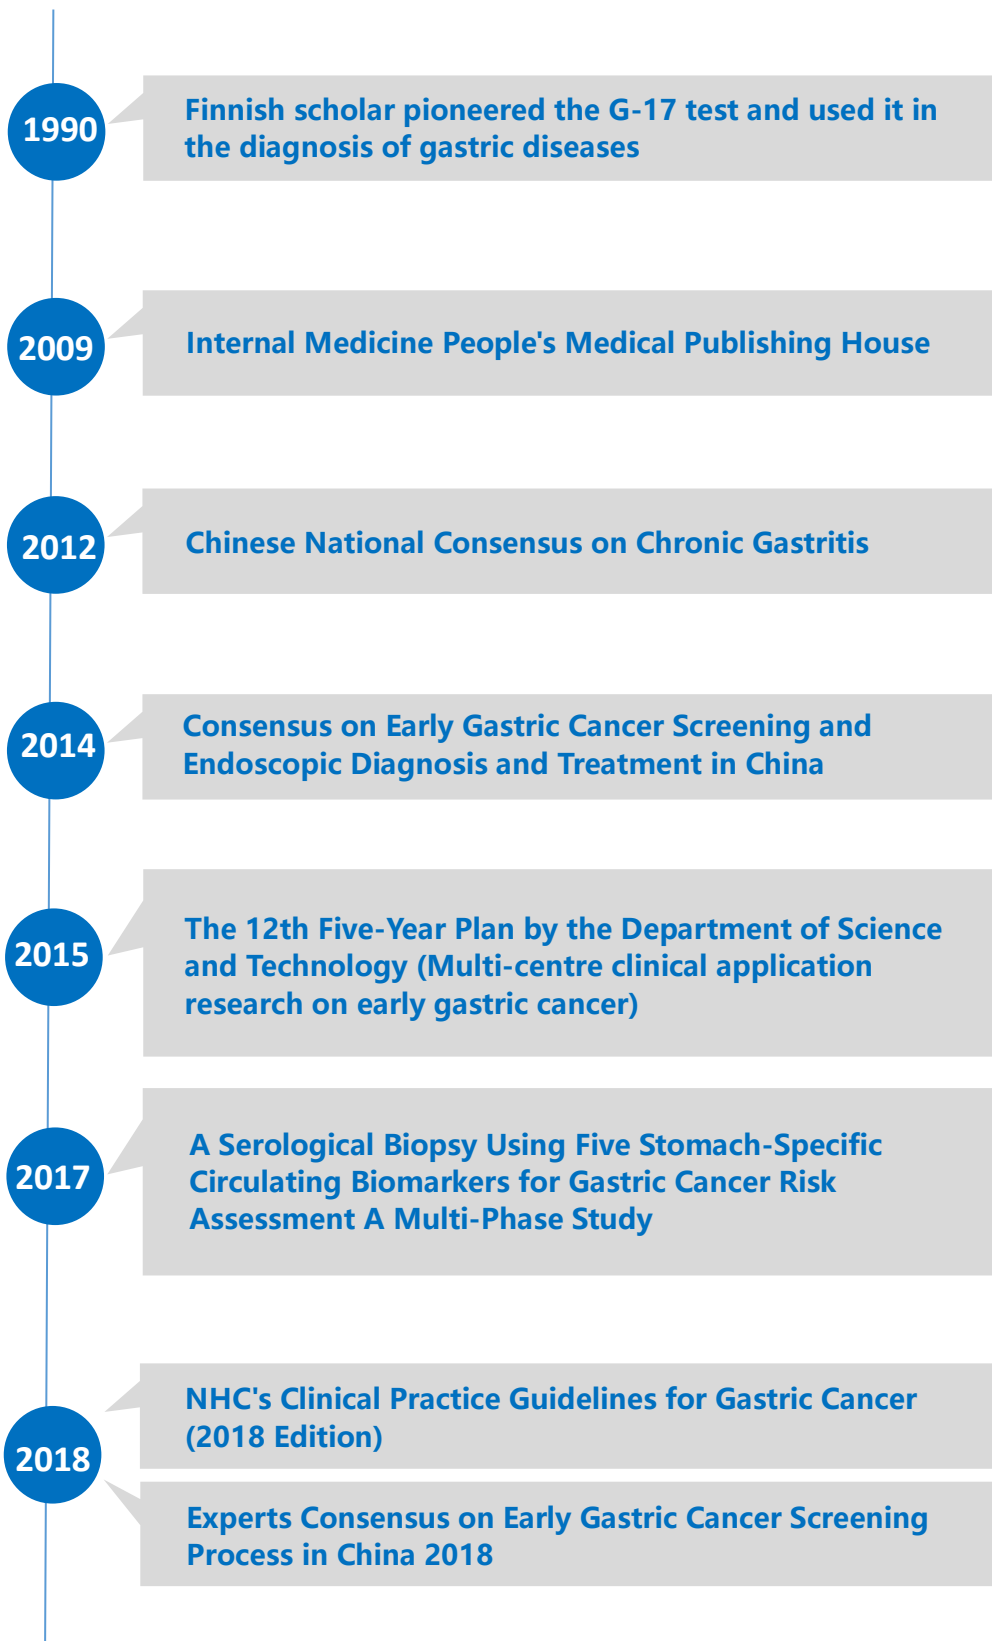 1990
Finnish scholar pioneered the G-17 test and used it in
the diagnosis of gastric diseases
2009
Internal Medicine People's Medical Publishing House
2012
Chinese National Consensus on Chronic Gastritis
2014
Consensus on Early Gastric Cancer Screening and
Endoscopic Diagnosis and Treatment in China
2015
The 12th Five-Year Plan by the Department of Science
and Technology (Multi-centre clinical application
research on early gastric cancer)
2017
A Serological Biopsy Using Five Stomach-Specific
Circulating Biomarkers for Gastric Cancer Risk
Assessment A Multi-Phase Study
2018
NHC's Clinical Practice Guidelines for Gastric Cancer
(2018 Edition)
Experts Consensus on Early Gastric Cancer Screening
Process in China 2018